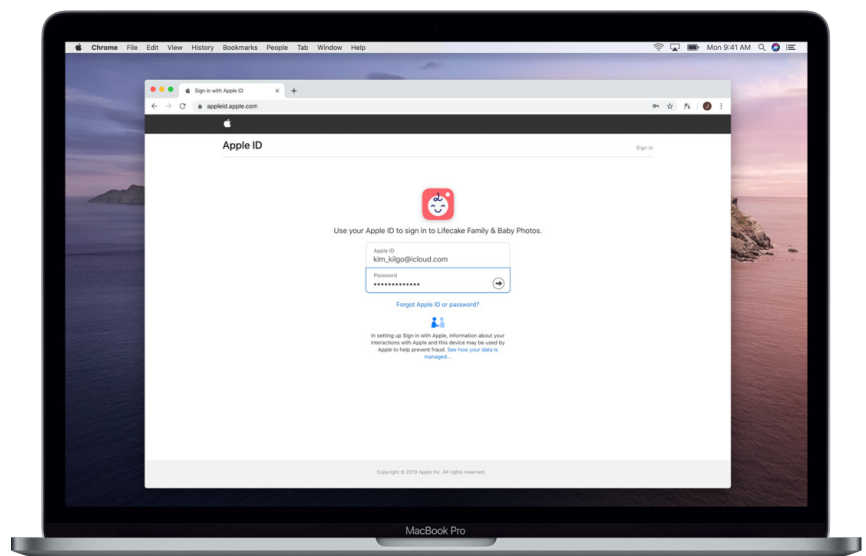 Chrome File Edit View History Bookmarks People Tab Window Help Mon 9:41 AM
Sign in with Apple ID
appleid.apple.com
Apple ID
Sign in
Use your Apple ID to sign in to Lifecake Family & Baby Photos.
Apple ID
kim_kilgo@icloud.com
Password
•••••••••••••
Forgot Apple ID or password?
In setting up Sign in with Apple, information about your
interactions with Apple and this device may be used by
Apple to help prevent fraud. See how your data is
managed...
Copyright © 2019 Apple Inc. All rights reserved.
MacBook Pro